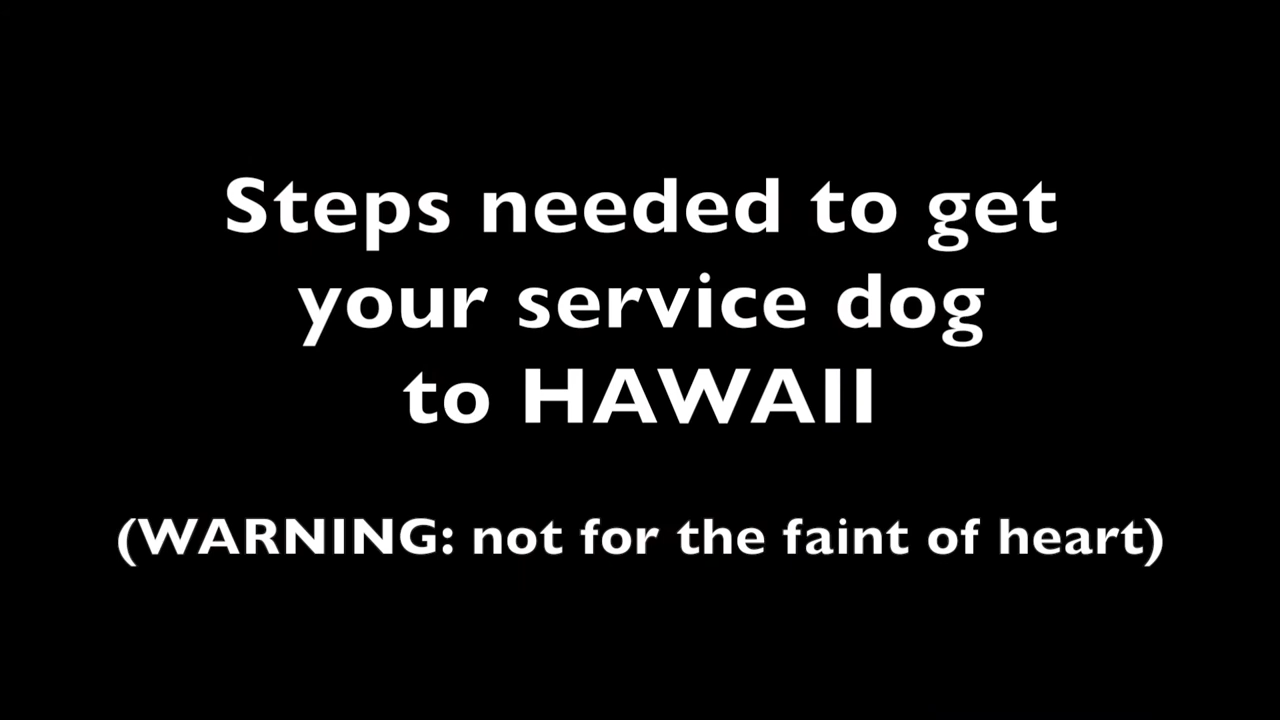 Steps needed to get
your service dog
to HAWAII
(WARNING: not for the faint of heart)